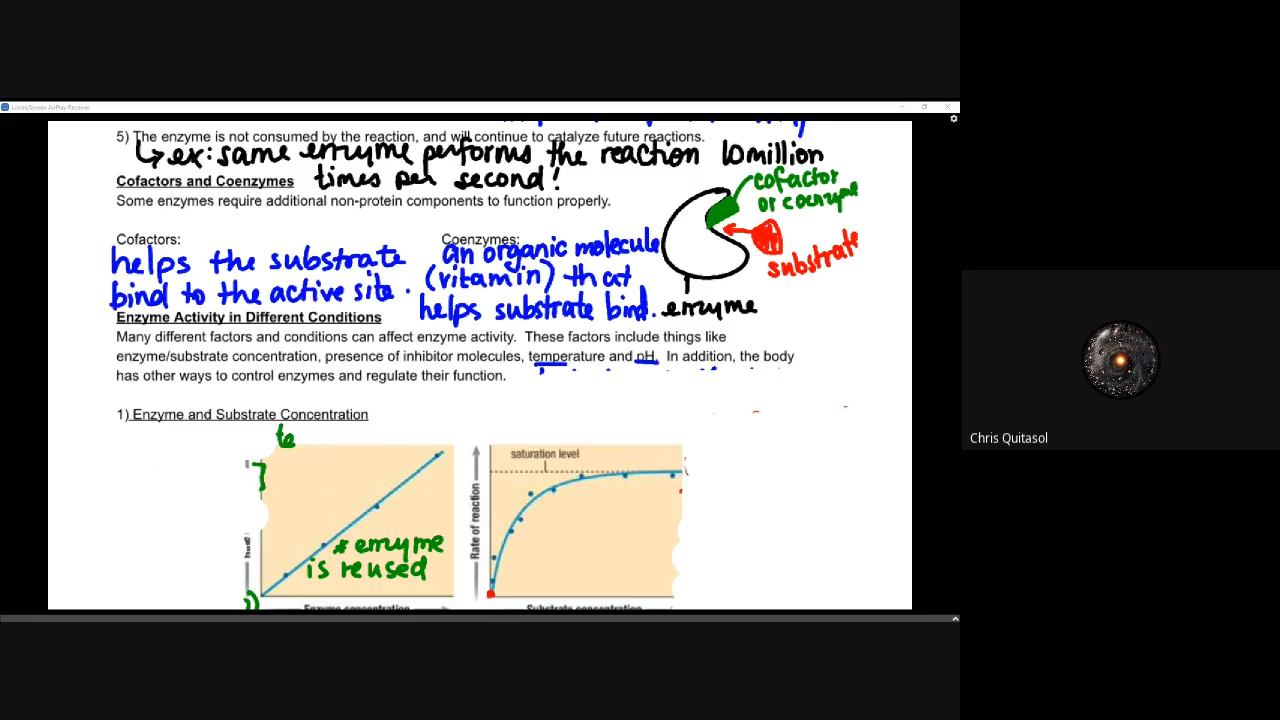 LonelyScreen AirPlay Receiver
5) The enzyme is not consumed by the reaction, and will continue to catalyze future reactions.
↳ ex: same enzyme performs the reaction 10 million
times per second!
Cofactors and Coenzymes
Some enzymes require additional non-protein components to function properly.
cofactor
or coenzyme
substrate
enzyme
Cofactors:
helps the substrate
bind to the active site.
Coenzymes:
an organic molecule
(vitamin) that
helps substrate bind.
Enzyme Activity in Different Conditions
Many different factors and conditions can affect enzyme activity. These factors include things like
enzyme/substrate concentration, presence of inhibitor molecules, temperature and pH. In addition, the body
has other ways to control enzymes and regulate their function.
1) Enzyme and Substrate Concentration
te
* enzyme
is reused
Enzyme concentration
saturation level
Rate of reaction
Substrate concentration
Chris Quitasol